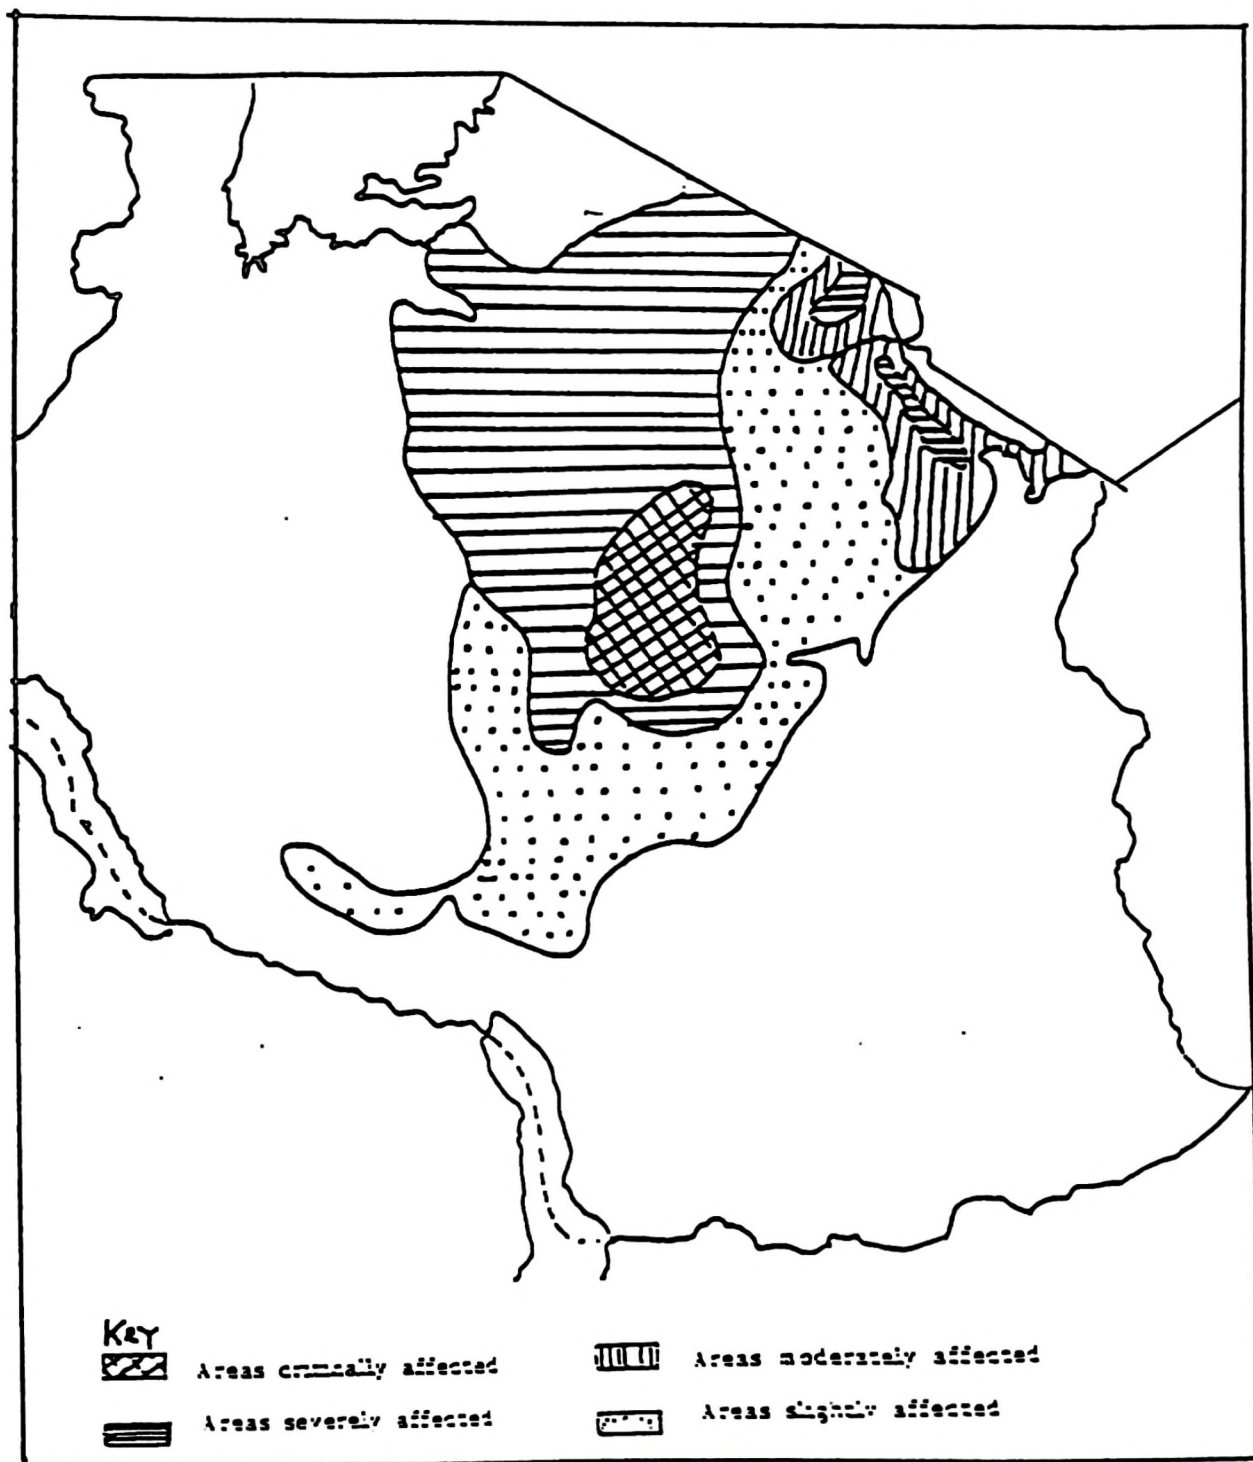 Key
Areas critically affected
Areas severely affected
Areas moderately affected
Areas slightly affected